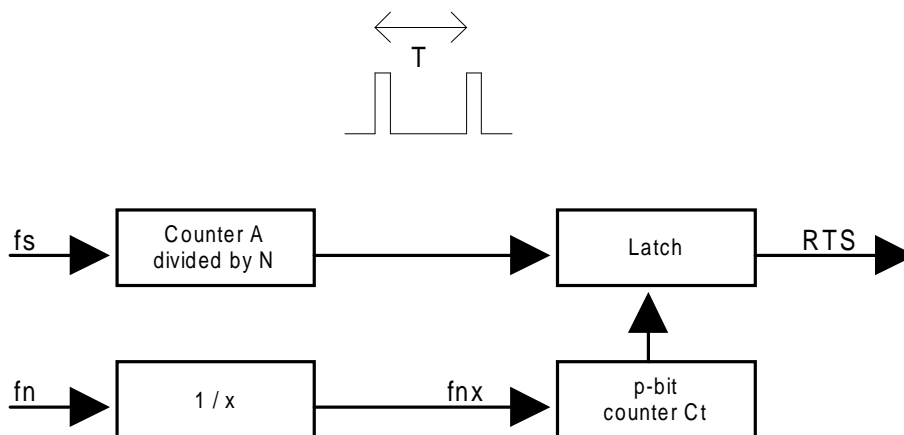 T
fs
Counter A
divided by N
Latch
RTS
fn
1 / x
fnx
p-bit
counter Ct